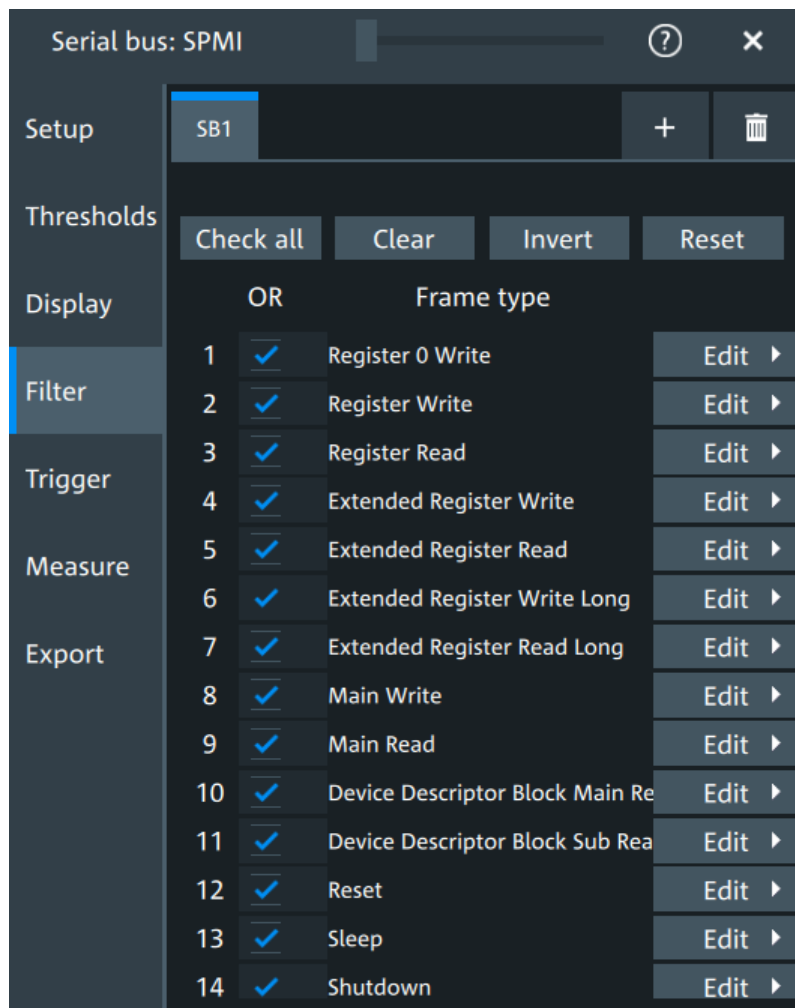 Serial bus: SPMI ? ×
Setup
Thresholds
Display
Filter
Trigger
Measure
Export
SB1 +
Check all Clear Invert Reset
OR Frame type
1 Register 0 Write Edit
2 Register Write Edit
3 Register Read Edit
4 Extended Register Write Edit
5 Extended Register Read Edit
6 Extended Register Write Long Edit
7 Extended Register Read Long Edit
8 Main Write Edit
9 Main Read Edit
10 Device Descriptor Block Main Re Edit
11 Device Descriptor Block Sub Rea Edit
12 Reset Edit
13 Sleep Edit
14 Shutdown Edit